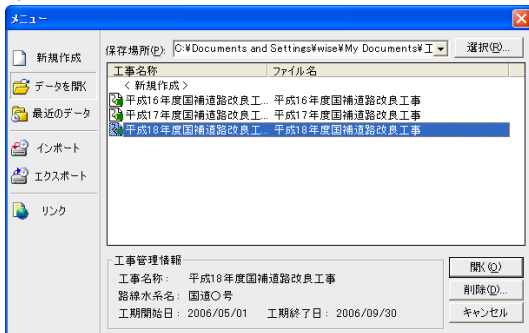 メニュー
新規作成
データを開く
最近のデータ
インポート
エクスポート
リンク
保存場所(P): C:¥Documents and Settings¥wise¥My Documents¥工 選択(R)...
工事名称 ファイル名
＜新規作成＞
平成16年度国補道路改良工... 平成16年度国補道路改良工事
平成17年度国補道路改良工... 平成17年度国補道路改良工事
平成18年度国補道路改良工... 平成18年度国補道路改良工事
工事管理情報
工事名称： 平成18年度国補道路改良工事
路線水系名： 国道○号
工期開始日： 2006/05/01 工期終了日： 2006/09/30
開く(O)
削除(D)...
キャンセル